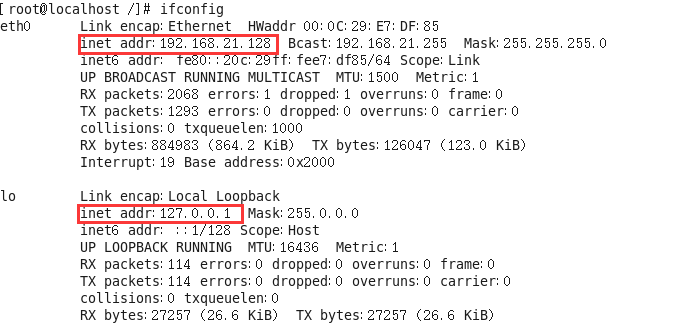 [root@localhost /]# ifconfig
eth0 Link encap:Ethernet HWaddr 00:0C:29:E7:DF:85
inet addr:192.168.21.128 Bcast:192.168.21.255 Mask:255.255.255.0
inet6 addr: fe80::20c:29ff:fee7:df85/64 Scope:Link
UP BROADCAST RUNNING MULTICAST MTU:1500 Metric:1
RX packets:2068 errors:1 dropped:1 overruns:0 frame:0
TX packets:1293 errors:0 dropped:0 overruns:0 carrier:0
collisions:0 txqueuelen:1000
RX bytes:884983 (864.2 KiB) TX bytes:126047 (123.0 KiB)
Interrupt:19 Base address:0x2000
lo Link encap:Local Loopback
inet addr:127.0.0.1 Mask:255.0.0.0
inet6 addr: ::1/128 Scope:Host
UP LOOPBACK RUNNING MTU:16436 Metric:1
RX packets:114 errors:0 dropped:0 overruns:0 frame:0
TX packets:114 errors:0 dropped:0 overruns:0 carrier:0
collisions:0 txqueuelen:0
RX bytes:27257 (26.6 KiB) TX bytes:27257 (26.6 KiB)